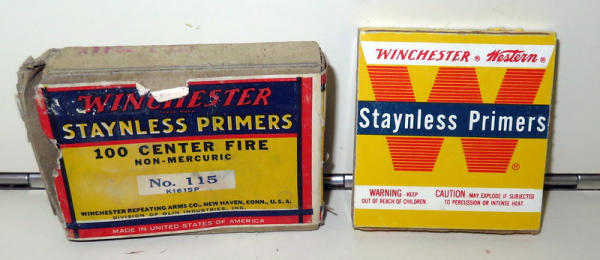 WINCHESTER
STAYNLESS PRIMERS
100 CENTER FIRE
NON-MERCURIC
No. 115
K1615P
WINCHESTER REPEATING ARMS CO., NEW HAVEN, CONN., U.S.A.
DIVISION OF OLIN INDUSTRIES, INC.
MADE IN UNITED STATES OF AMERICA
WINCHESTER ® Western ®
W
Staynless Primers
®
WARNING - KEEP
OUT OF REACH OF CHILDREN.
CAUTION MAY EXPLODE IF SUBJECTED
TO PERCUSSION OR INTENSE HEAT.